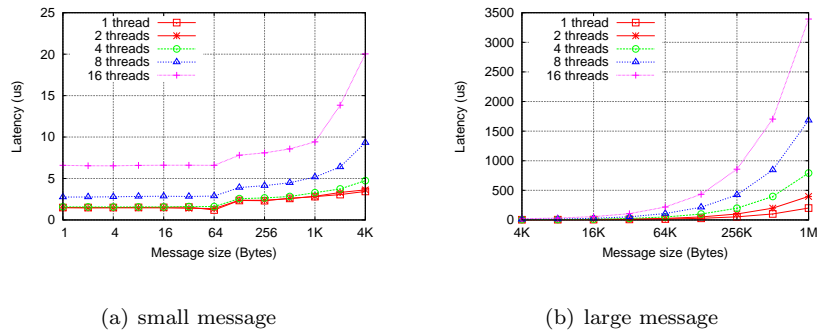 25
20
15
10
5
0
1
4
16
64
256
1K
4K
Latency (us)
Message size (Bytes)
1 thread
2 threads
4 threads
8 threads
16 threads
(a) small message
3500
3000
2500
2000
1500
1000
500
0
4K
16K
64K
256K
1M
Latency (us)
Message size (Bytes)
1 thread
2 threads
4 threads
8 threads
16 threads
(b) large message